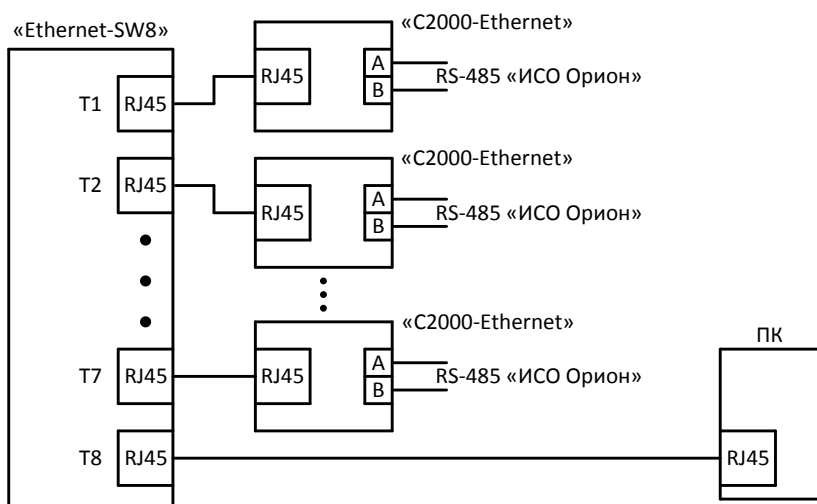 «Ethernet-SW8»
«С2000-Ethernet»
T1
RJ45
RJ45
A
B
RS-485 «ИСО Орион»
«С2000-Ethernet»
T2
RJ45
RJ45
A
B
RS-485 «ИСО Орион»
«С2000-Ethernet»
ПК
T7
RJ45
RJ45
A
B
RS-485 «ИСО Орион»
T8
RJ45
RJ45